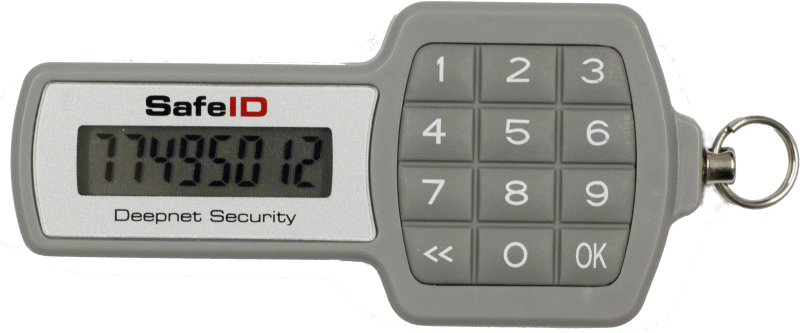 SafeID
77495012
Deepnet Security
1 2 3
4 5 6
7 8 9
<< 0 OK